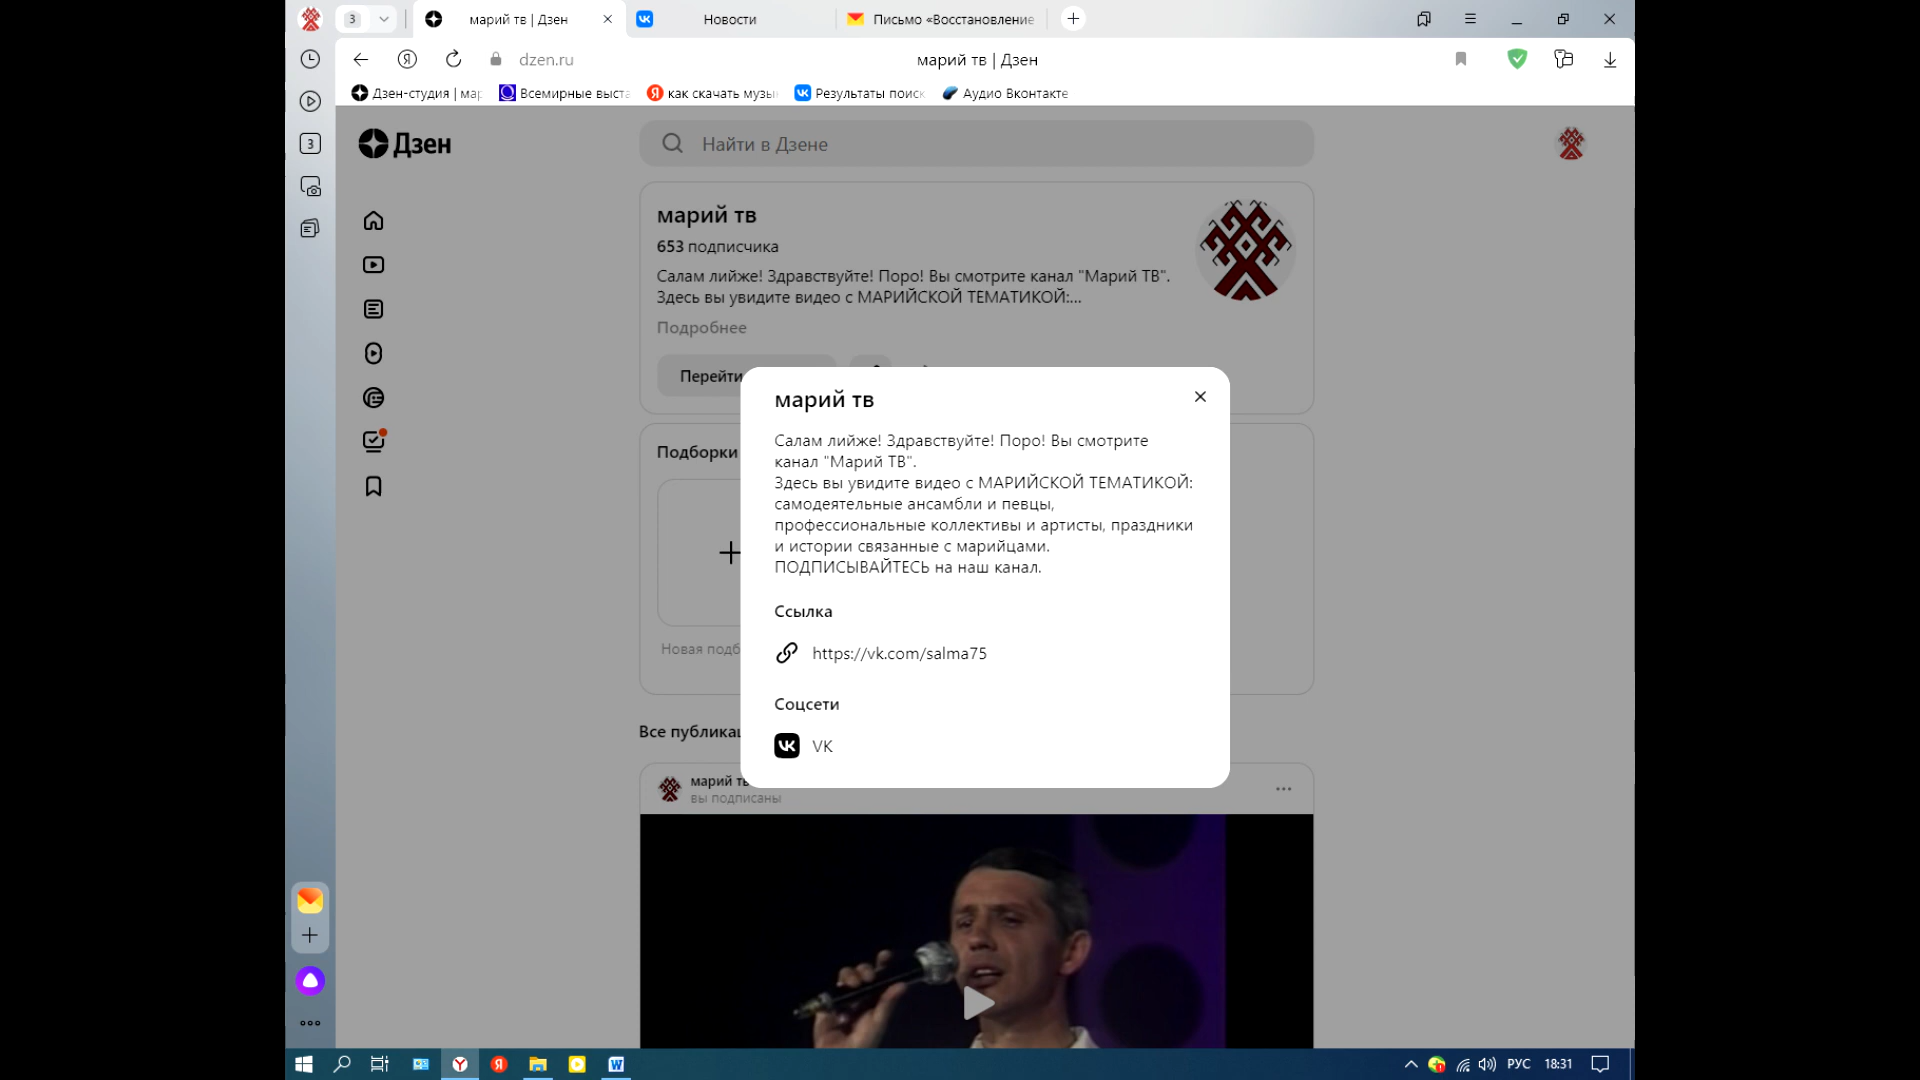 3
марий тв | Дзен
Новости
Письмо «Восстановление
Я
dzen.ru
марий тв | Дзен
Дзен-студия | мар
Всемирные выста
Я как скачать музы
Результаты поиск
Аудио Вконтакте
3
Дзен
Найти в Дзене
марий тв
653 подписчика
Салам лийже! Здравствуйте! Поро! Вы смотрите канал "Марий ТВ".
Здесь вы увидите видео с МАРИЙСКОЙ ТЕМАТИКОЙ:...
Подробнее
Перейти
Подборки
Новая подб
Все публика
марий тв
вы подписаны
марий тв
Салам лийже! Здравствуйте! Поро! Вы смотрите
канал "Марий ТВ".
Здесь вы увидите видео с МАРИЙСКОЙ ТЕМАТИКОЙ:
самодеятельные ансамбли и певцы,
профессиональные коллективы и артисты, праздники
и истории связанные с марийцами.
ПОДПИСЫВАЙТЕСЬ на наш канал.
Ссылка
https://vk.com/salma75
Соцсети
VK
РУС
18:31